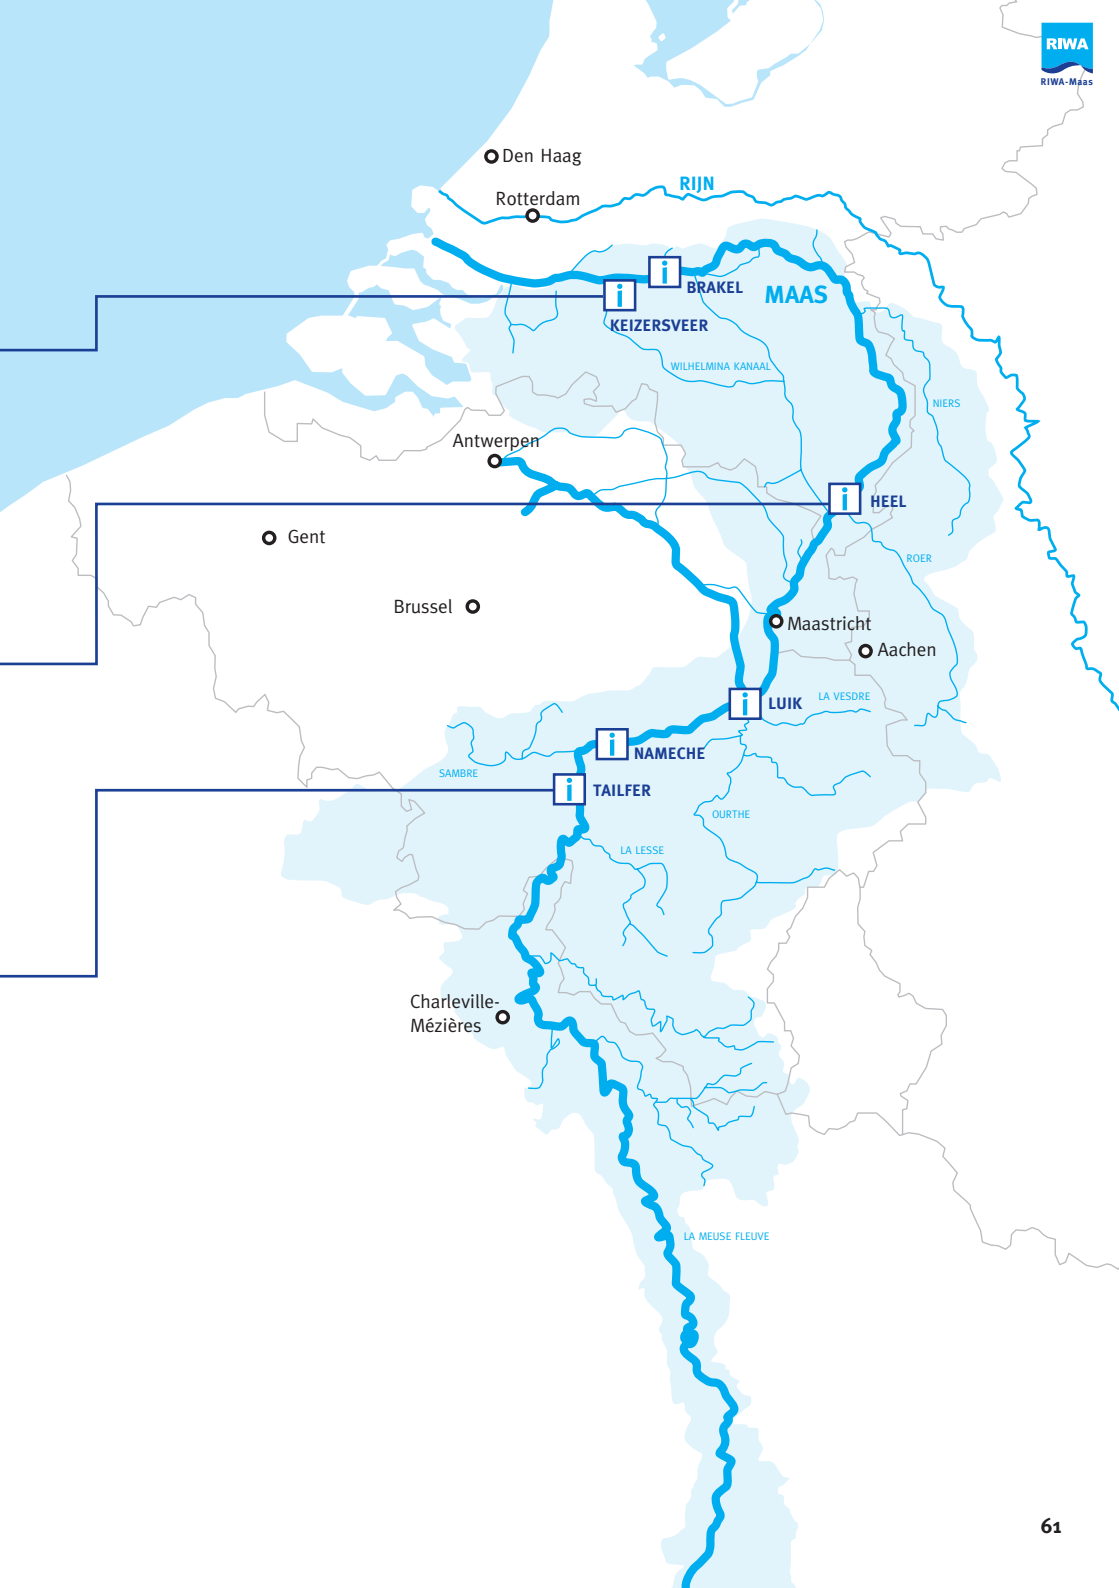 RIWA
RIWA-Maas
Den Haag
RIJN
Rotterdam
BRAKEL
MAAS
KEIZERSVEER
WILHELMINA KANAAL
NIERS
Antwerpen
HEEL
Gent
ROER
Brussel
Maastricht
Aachen
LA VESDRE
LUIK
NAMECHE
SAMBRE
TAILFER
OURTHE
LA LESSE
Charleville-
Mézières
LA MEUSE FLEUVE
61
i
i
i
i
i
i